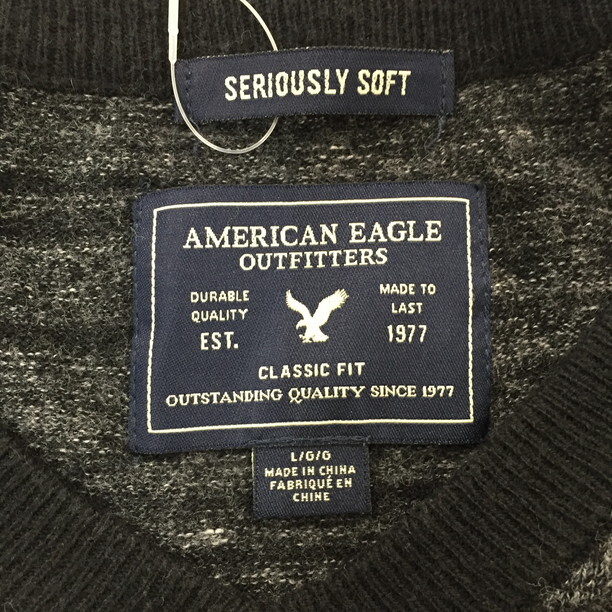 SERIOUSLY SOFT
AMERICAN EAGLE
OUTFITTERS
DURABLE
QUALITY
EST.
MADE TO
LAST
1977
CLASSIC FIT
OUTSTANDING QUALITY SINCE 1977
L/G/G
MADE IN CHINA
FABRIQUÉ EN
CHINE